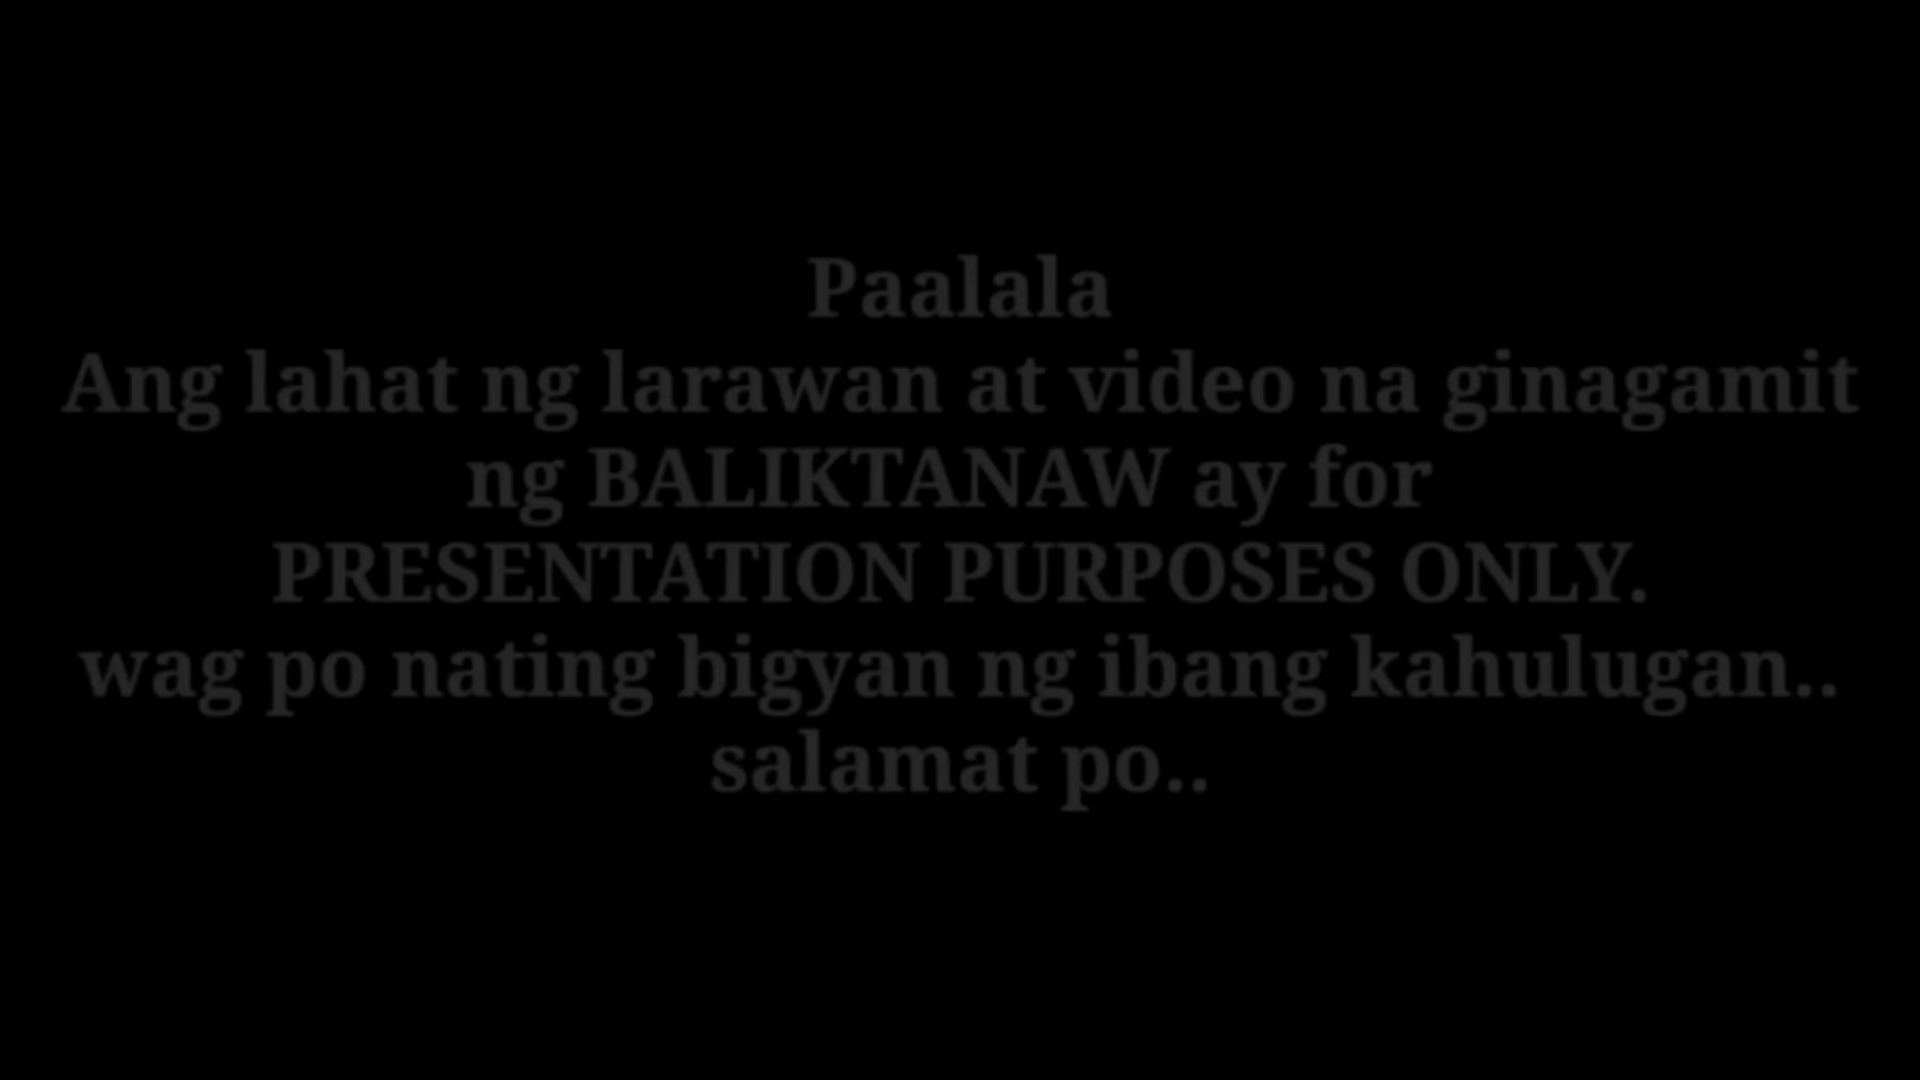 Paalala
Ang lahat ng larawan at video na ginagamit
ng BALIKTANAW ay for
PRESENTATION PURPOSES ONLY.
wag po nating bigyan ng ibang kahulugan..
salamat po..